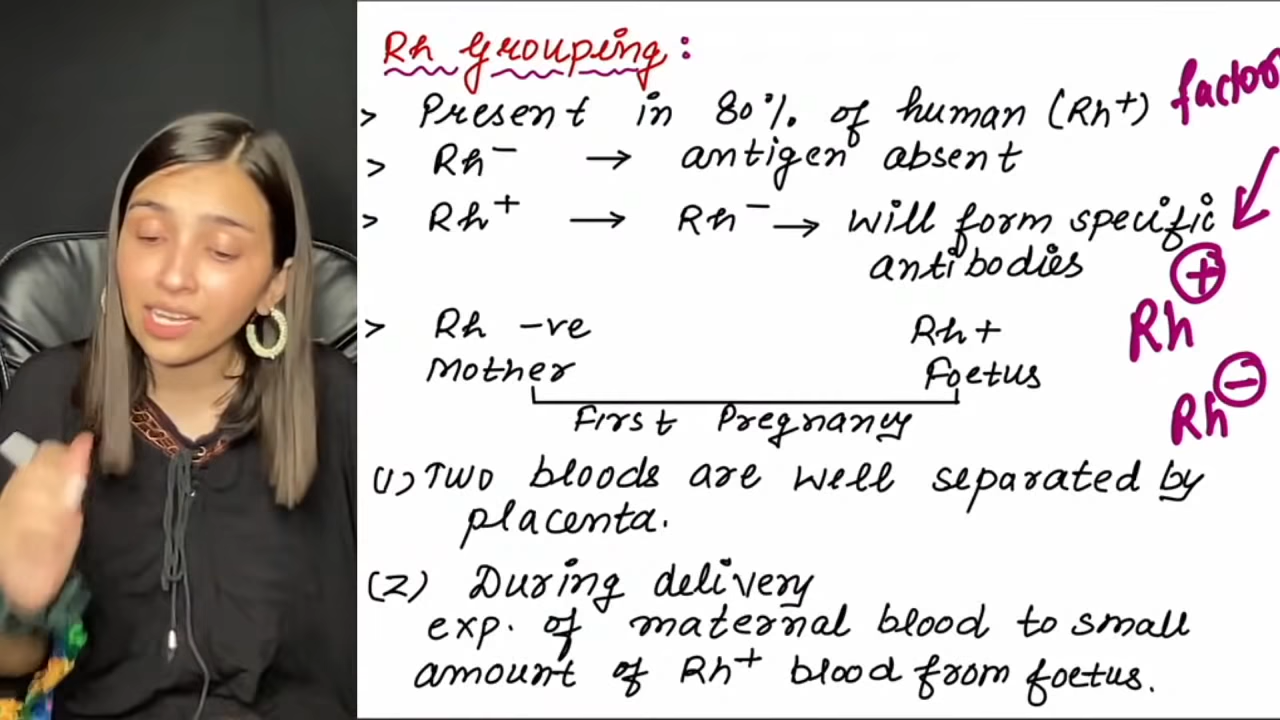 Rh grouping:
> Present in 80% of human (Rh+) factor
> Rh- → antigen absent
> Rh+ → Rh- → will form specific
antibodies
Rh +
> Rh -ve Rh+
Mother Foetus
Rh -
First Pregnancy
(1) Two bloods are well separated by
placenta.
(2) During delivery
exp. of maternal blood to small
amount of Rh+ blood from foetus.